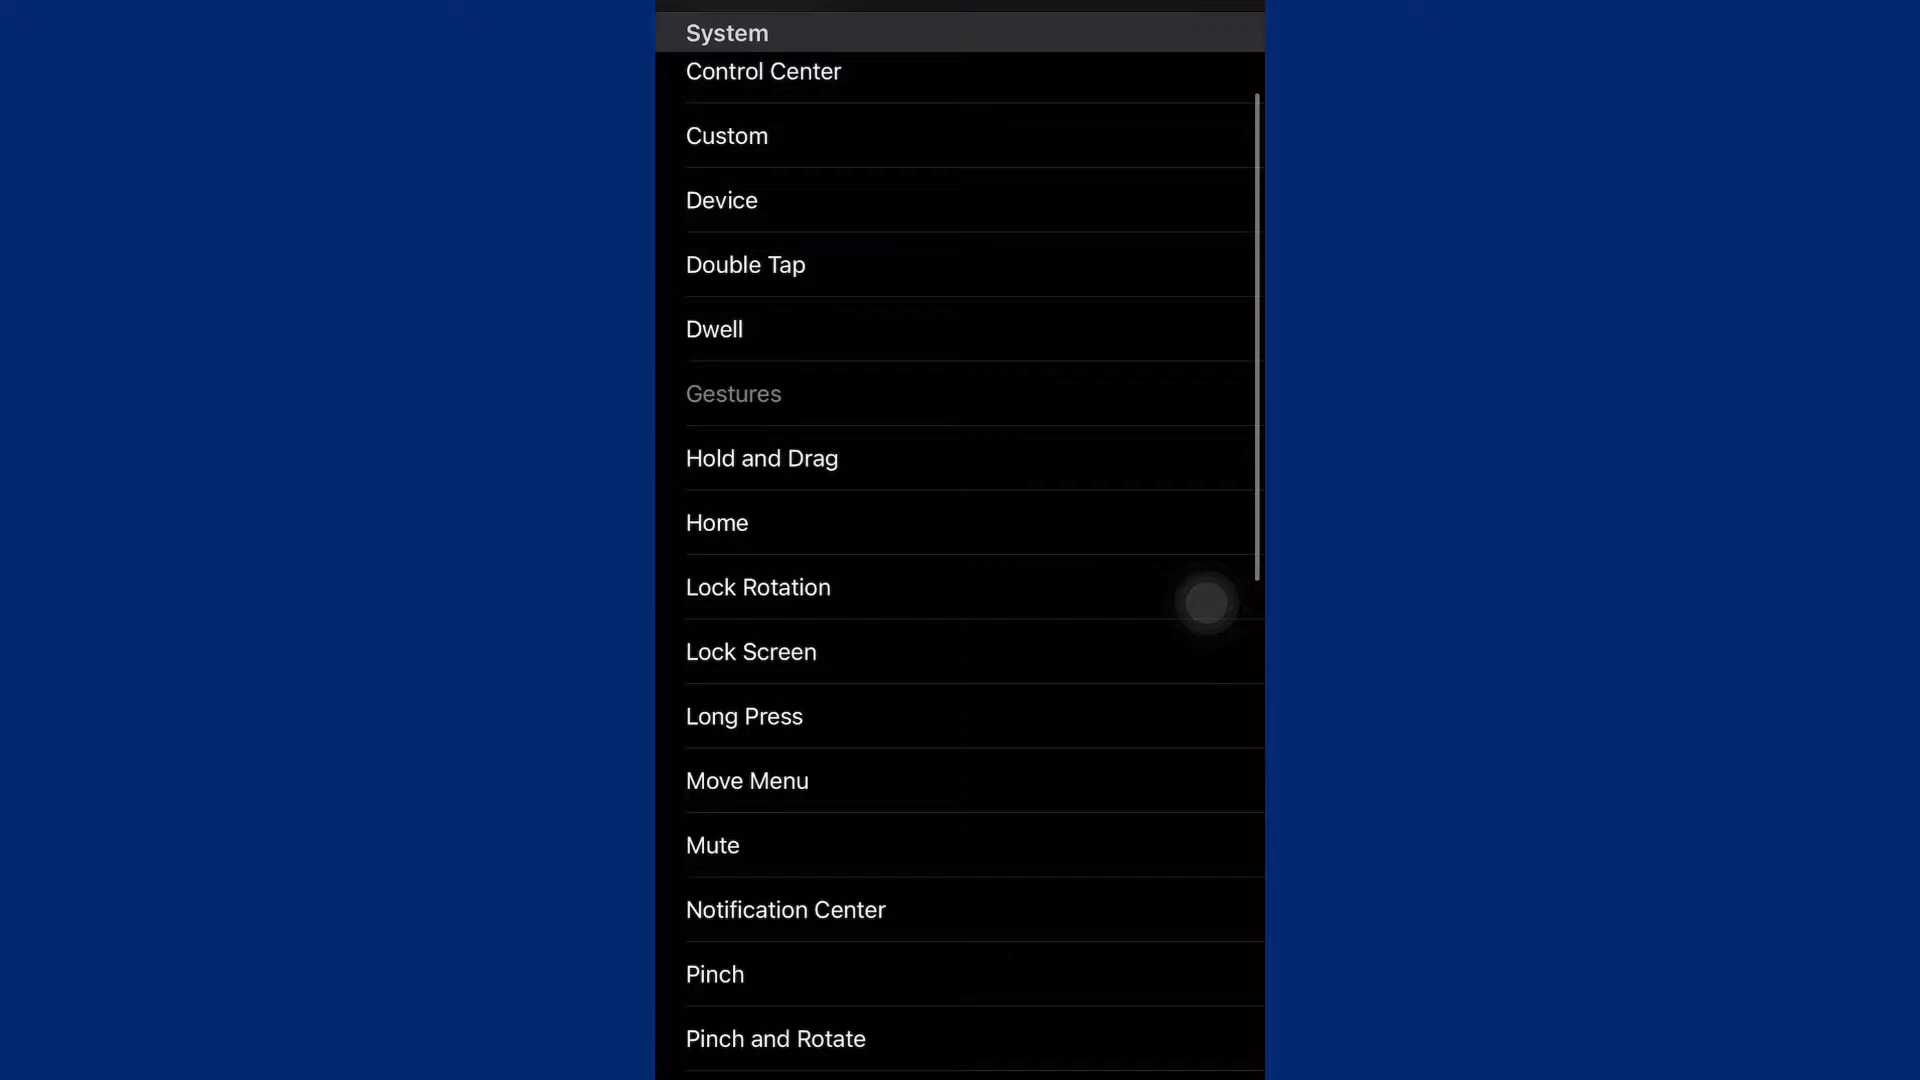 System
Control Center
Custom
Device
Double Tap
Dwell
Gestures
Hold and Drag
Home
Lock Rotation
Lock Screen
Long Press
Move Menu
Mute
Notification Center
Pinch
Pinch and Rotate